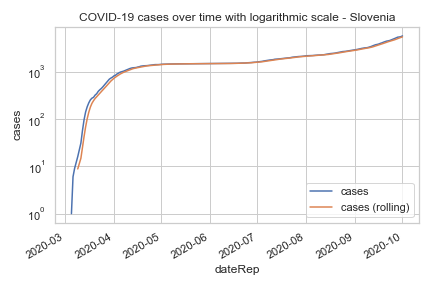 COVID-19 cases over time with logarithmic scale - Slovenia
cases
10³
10²
10¹
10⁰
cases
cases (rolling)
2020-03
2020-04
2020-05
2020-06
2020-07
2020-08
2020-09
2020-10
dateRep